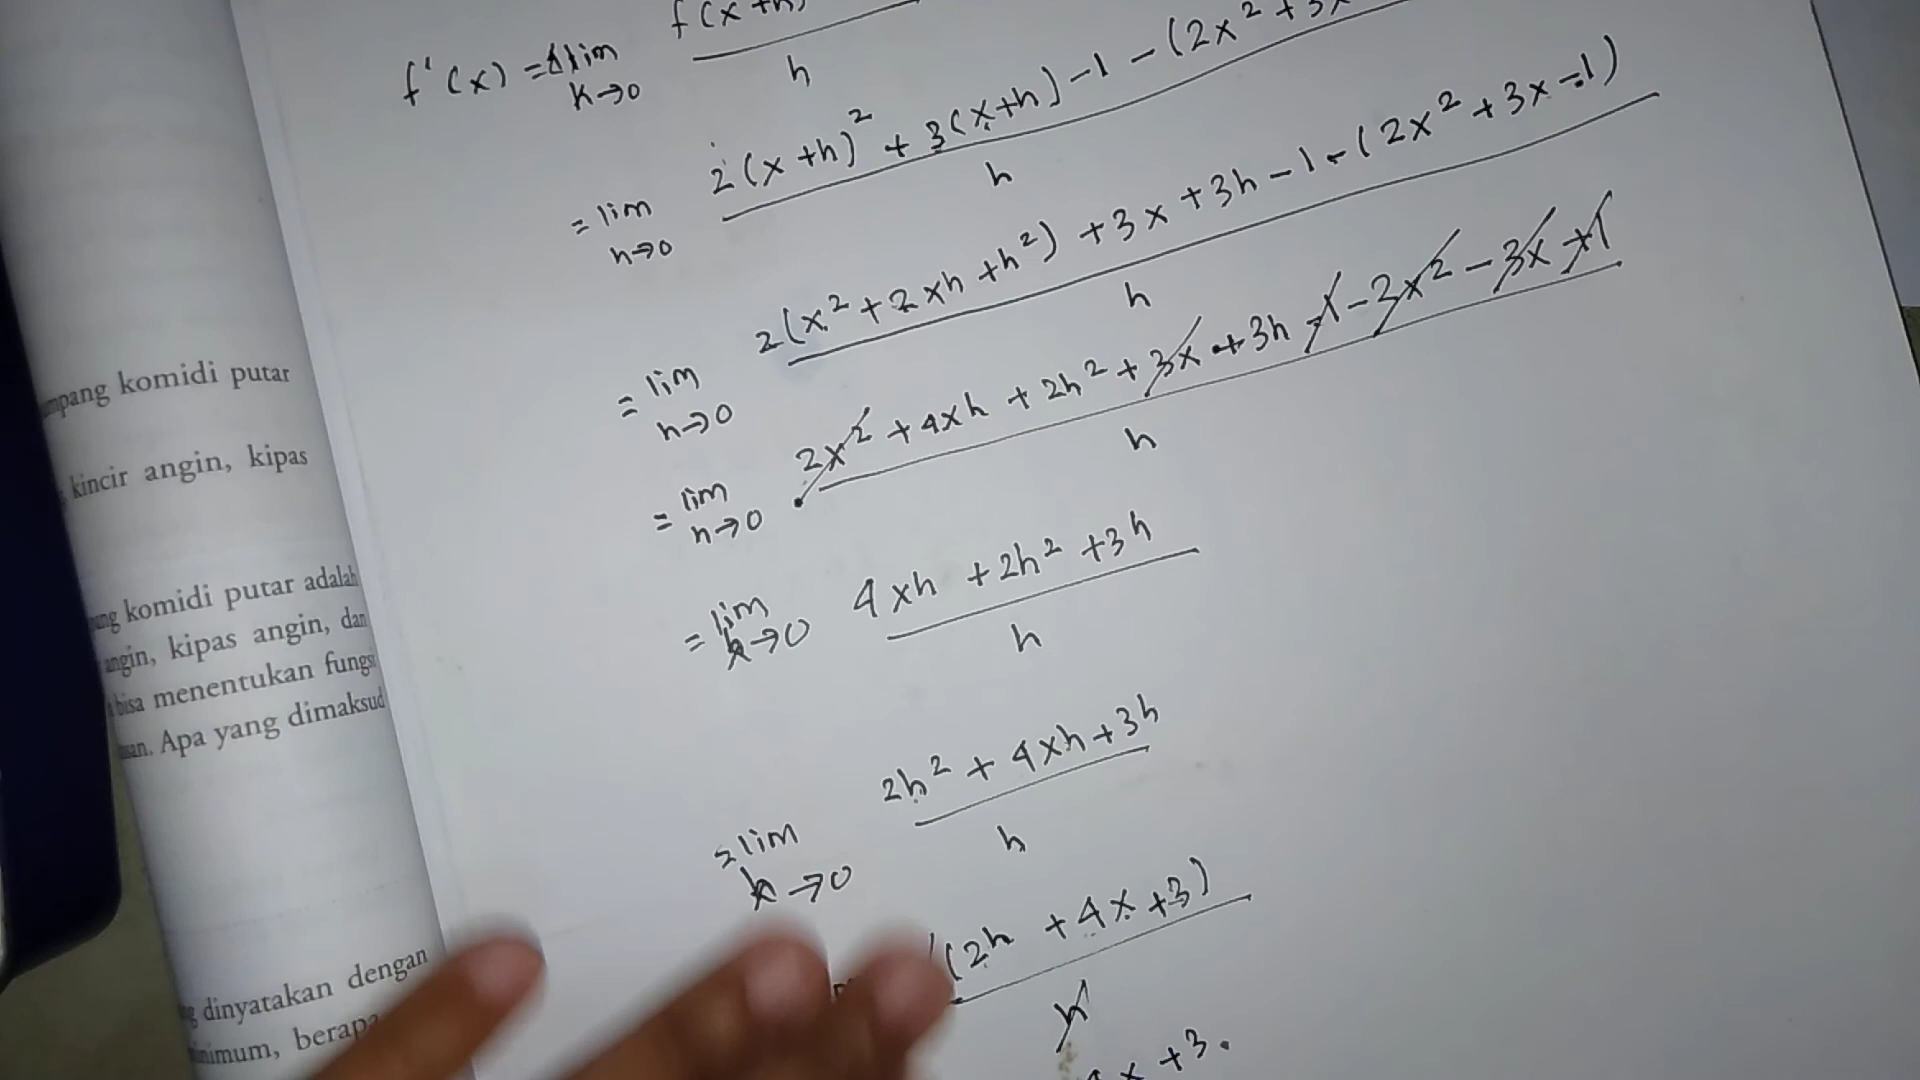 f'(x) = lim f(x+h)
h→0 h
= lim 2(x+h)² + 3(x+h) - 1 - (2x² + 3x
h→0 h
= lim 2(x² + 2xh + h²) + 3x + 3h - 1 - (2x² + 3x - 1)
h→0 h
= lim 2x² + 4xh + 2h² + 3x + 3h - 1 - 2x² - 3x + 1
h→0 h
= lim 4xh + 2h² + 3h
h→0 h
= lim 2h² + 4xh + 3h
h→0 h
(2h + 4x + 3)
h
4x + 3.
komidi putar
kincir angin, kipas
komidi putar adalah
angin, kipas angin, dan
bisa menentukan fungsi
Apa yang dimaksud
dinyatakan dengan